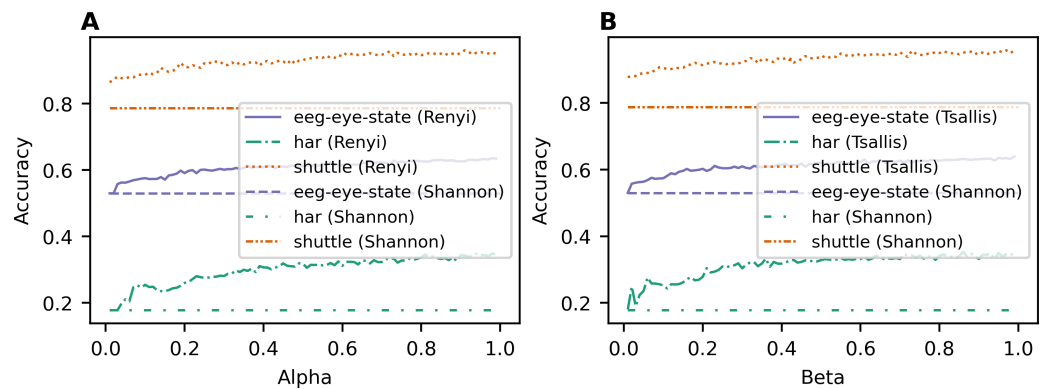 A
B
Accuracy
0.8
0.6
0.4
0.2
eeg-eye-state (Renyi)
har (Renyi)
shuttle (Renyi)
eeg-eye-state (Shannon)
har (Shannon)
shuttle (Shannon)
0.0 0.2 0.4 0.6 0.8 1.0
Alpha
Accuracy
0.8
0.6
0.4
0.2
eeg-eye-state (Tsallis)
har (Tsallis)
shuttle (Tsallis)
eeg-eye-state (Shannon)
har (Shannon)
shuttle (Shannon)
0.0 0.2 0.4 0.6 0.8 1.0
Beta